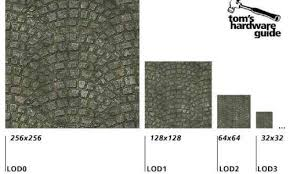 tom's
hardware
guide
256x256
128x128
64x64
32x32
LOD0
LOD1
LOD2
LOD3